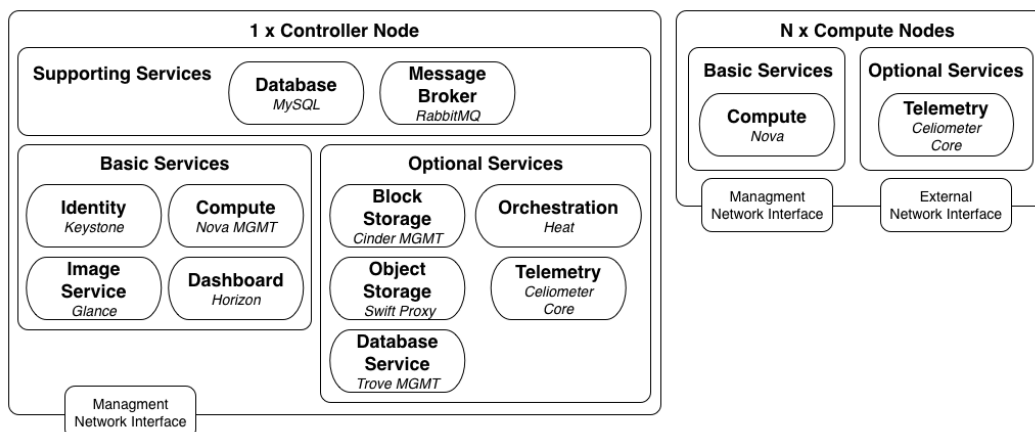 1 x Controller Node
Supporting Services
Database
MySQL
Message
Broker
RabbitMQ
Basic Services
Identity
Keystone
Compute
Nova MGMT
Image
Service
Glance
Dashboard
Horizon
Optional Services
Block
Storage
Cinder MGMT
Orchestration
Heat
Object
Storage
Swift Proxy
Telemetry
Celiometer
Core
Database
Service
Trove MGMT
Managment
Network Interface
N x Compute Nodes
Basic Services
Compute
Nova
Optional Services
Telemetry
Celiometer
Core
Managment
Network Interface
External
Network Interface